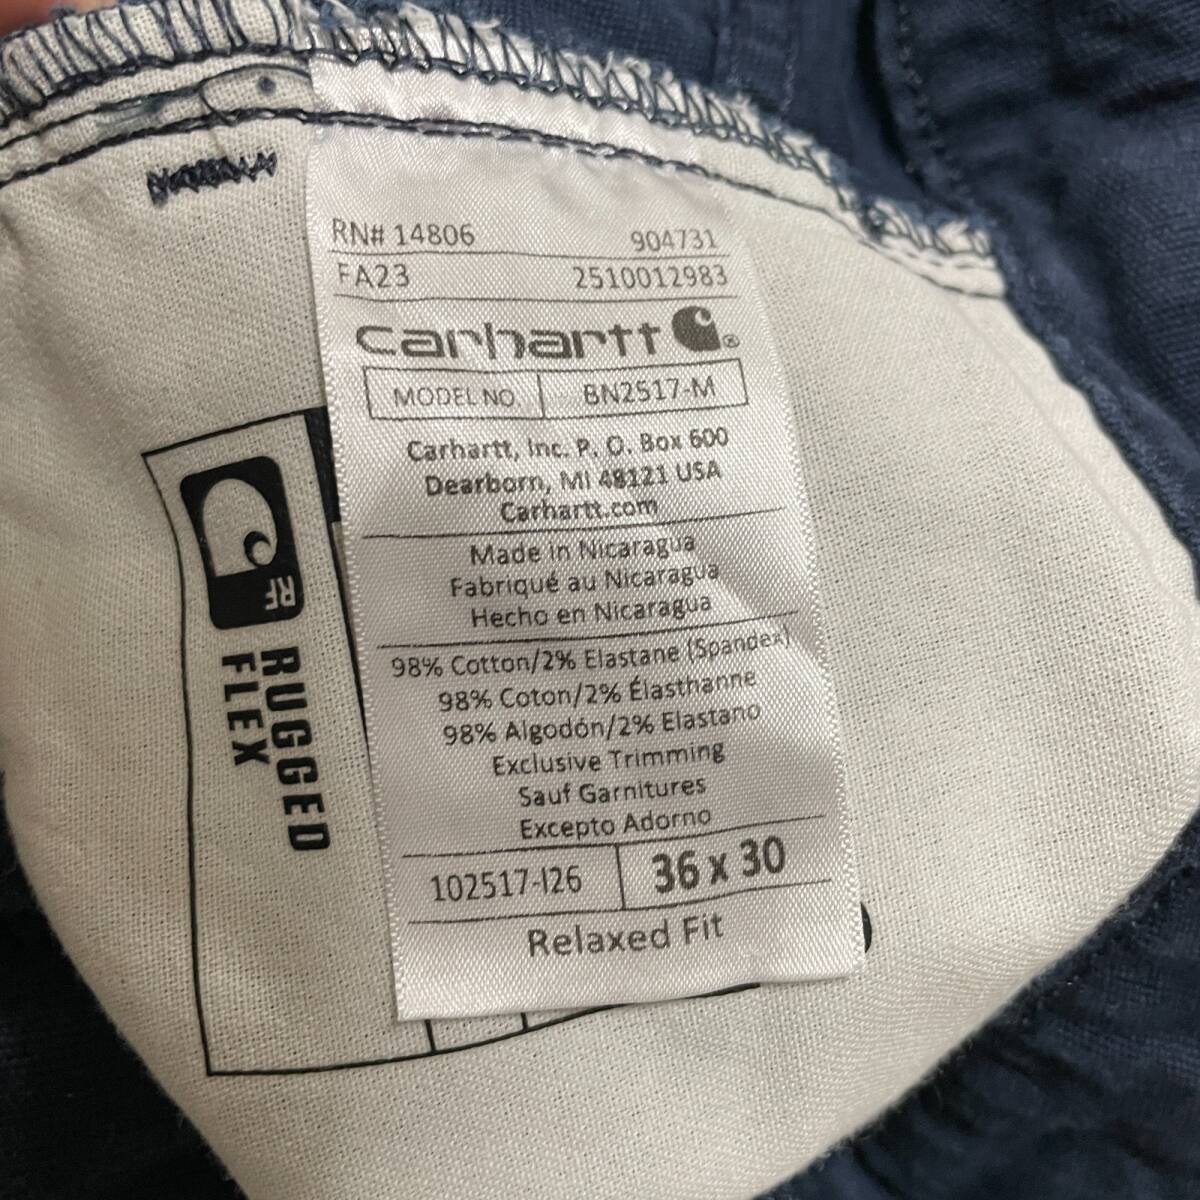 RN# 14806 904731
FA23 2510012983
carhartt
MODEL NO. BN2517-M
Carhartt, Inc. P. O. Box 600
Dearborn, MI 48121 USA
Carhartt.com
Made in Nicaragua
Fabriqué au Nicaragua
Hecho en Nicaragua
98% Cotton/2% Elastane (Spandex)
98% Coton/2% Élasthanne
98% Algodón/2% Elastano
Exclusive Trimming
Sauf Garnitures
Excepto Adorno
102517-I26 36 x 30
Relaxed Fit
RF
RUGGED
FLEX